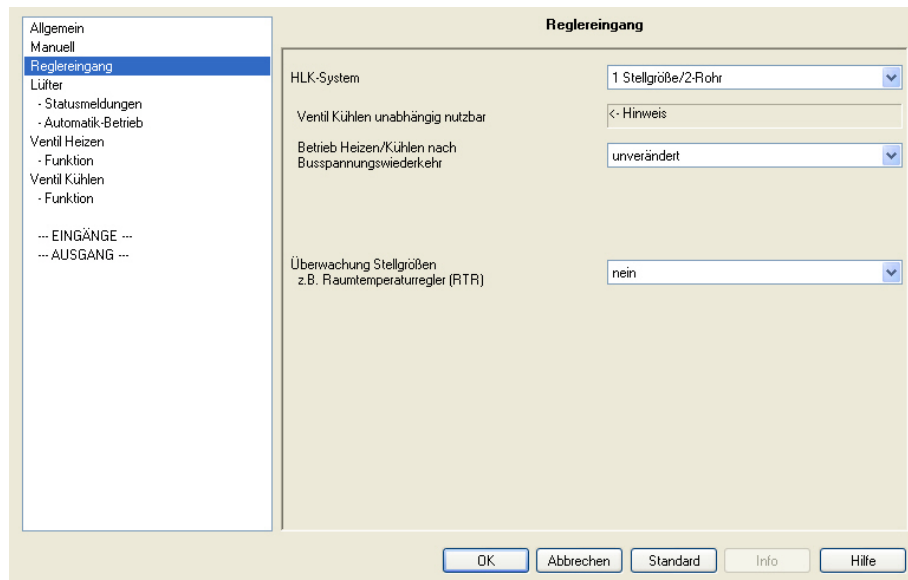 Allgemein
Manuell
Reglereingang
Lüfter
- Statusmeldungen
- Automatik-Betrieb
Ventil Heizen
- Funktion
Ventil Kühlen
- Funktion
--- EINGÄNGE ---
--- AUSGANG ---
Reglereingang
HLK-System
1 Stellgröße/2-Rohr
Ventil Kühlen unabhängig nutzbar
<- Hinweis
Betrieb Heizen/Kühlen nach
Busspannungswiederkehr
unverändert
Überwachung Stellgrößen
z.B. Raumtemperaturregler (RTR)
nein
OK
Abbrechen
Standard
Info
Hilfe